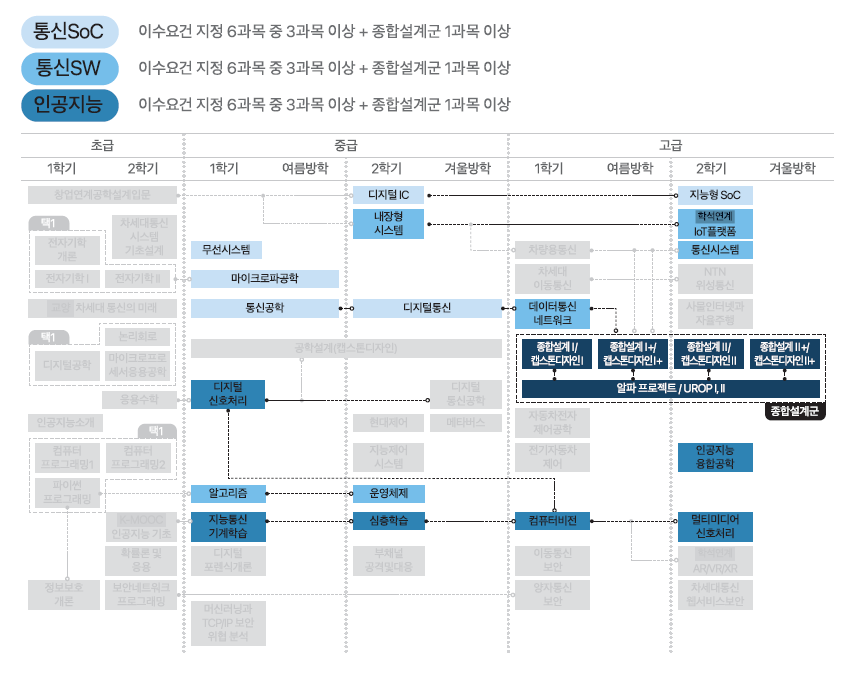 통신SoC 이수요건 지정 6과목 중 3과목 이상 + 종합설계군 1과목 이상
통신SW 이수요건 지정 6과목 중 3과목 이상 + 종합설계군 1과목 이상
인공지능 이수요건 지정 6과목 중 3과목 이상 + 종합설계군 1과목 이상
초급 중급 고급
1학기 2학기 1학기 여름방학 2학기 겨울방학 1학기 여름방학 2학기 겨울방학
창업연계공학설계입문
디지털 IC
지능형 SoC
택1
전자기학
개론
차세대통신
시스템
기초설계
내장형
시스템
학석연계
IoT플랫폼
무선시스템
차량용통신
통신시스템
전자기학 I
전자기학 II
마이크로파공학
차세대
이동통신
NTN
위성통신
교양 차세대 통신의 미래
통신공학
디지털통신
데이터통신
네트워크
사물인터넷과
자율주행
택1
디지털공학
논리회로
마이크로프로
세서응용공학
공학설계(캡스톤디자인)
종합설계 I/
캡스톤디자인 I
종합설계 I+/
캡스톤디자인 I+
종합설계 II/
캡스톤디자인 II
종합설계 II+/
캡스톤디자인 II+
알파 프로젝트 / UROP I, II
종합설계군
응용수학
디지털
신호처리
디지털
통신공학
인공지능소개
현대제어
메타버스
자동차전자
제어공학
택1
컴퓨터
프로그래밍1
컴퓨터
프로그래밍2
지능제어
시스템
전기자동차
제어
인공지능
융합공학
파이썬
프로그래밍
알고리즘
운영체제
K-MOOC
인공지능 기초
지능통신
기계학습
심층학습
컴퓨터비전
멀티미디어
신호처리
확률론 및
응용
디지털
포렌식개론
부채널
공격및대응
이동통신
보안
학석연계
AR/VR/XR
정보보호
개론
보안네트워크
프로그래밍
양자통신
보안
차세대통신
웹서비스보안
머신러닝과
TCP/IP 보안
위협 분석